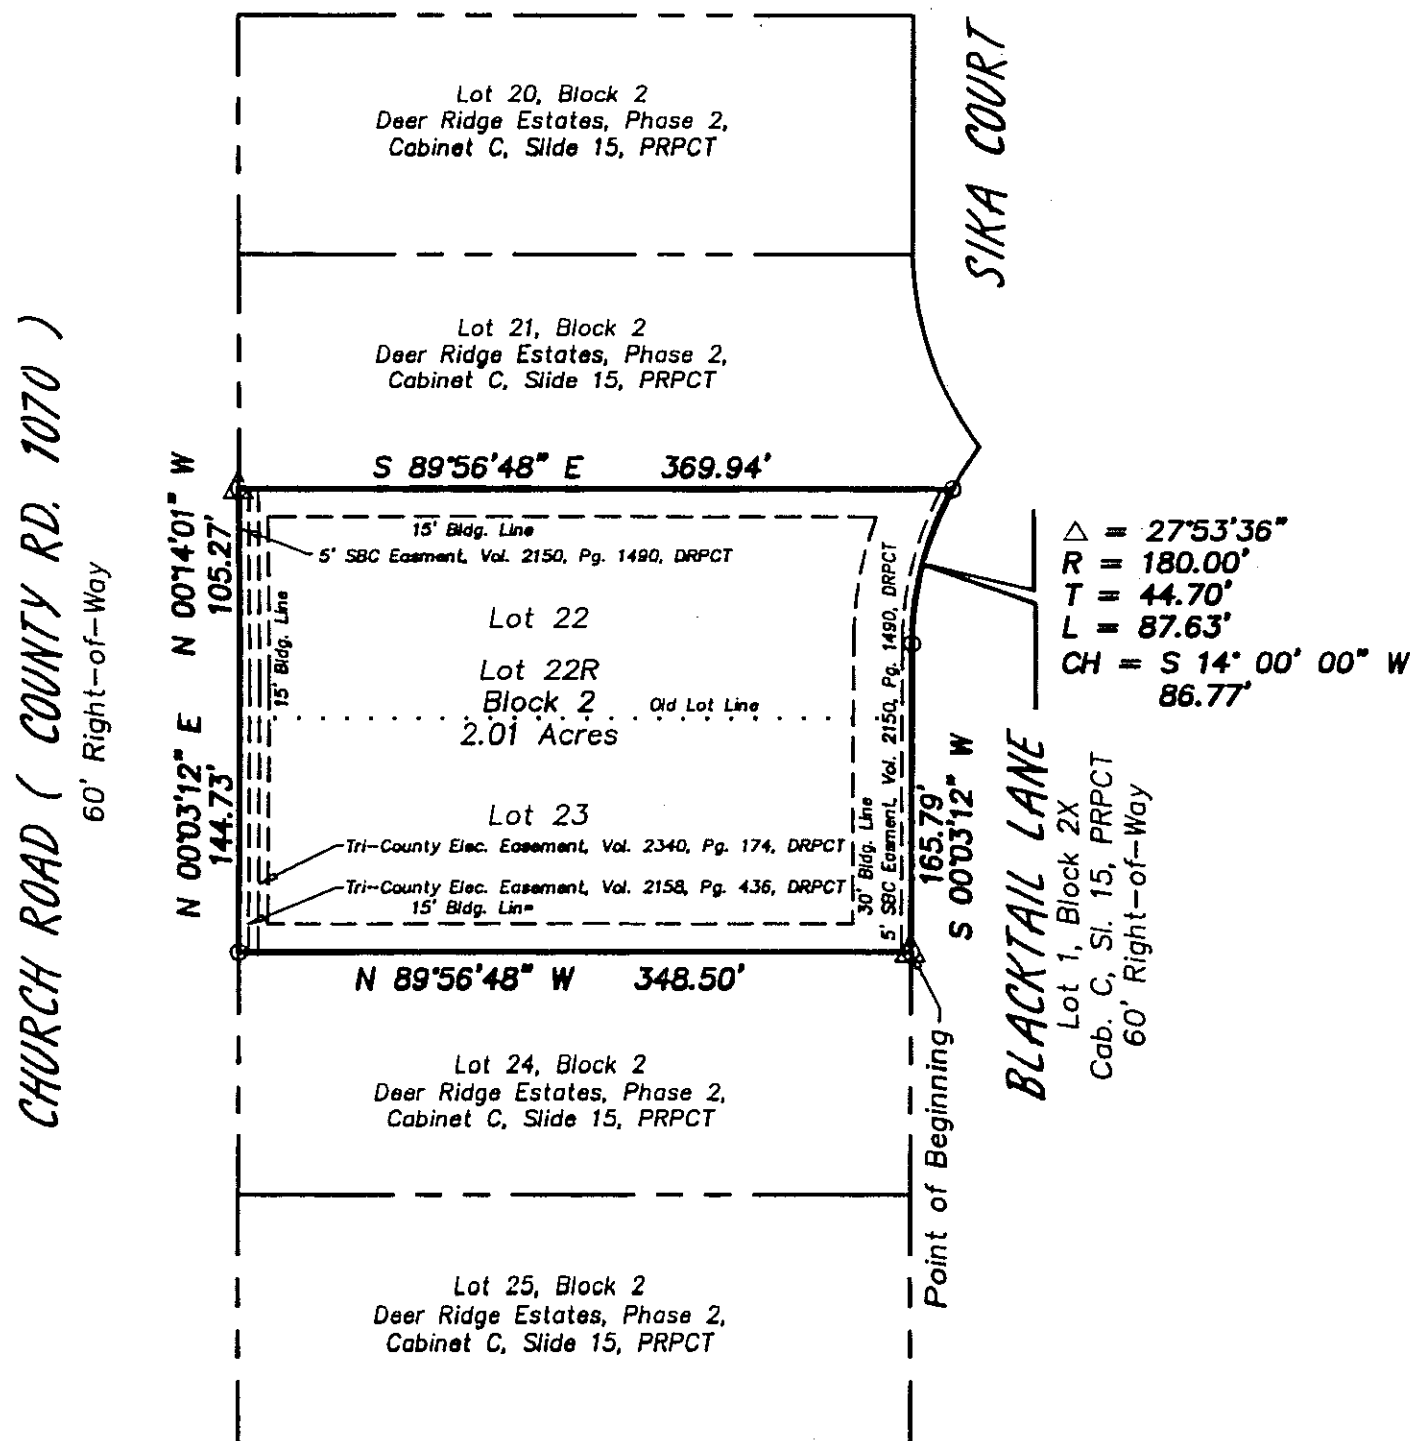 SIKA COURT
Lot 20, Block 2
Deer Ridge Estates, Phase 2,
Cabinet C, Slide 15, PRPCT
Lot 21, Block 2
Deer Ridge Estates, Phase 2,
Cabinet C, Slide 15, PRPCT
CHURCH ROAD ( COUNTY RD. 1070 )
60' Right-of-Way
N 00°14'01" W
105.27'
N 00°03'12" E
144.73'
S 89°56'48" E 369.94'
15' Bldg. Line
5' SBC Easment, Vol. 2150, Pg. 1490, DRPCT
15' Bldg. Line
Lot 22
Lot 22R
Block 2
Old Lot Line
2.01 Acres
Lot 23
Tri-County Elec. Easement, Vol. 2340, Pg. 174, DRPCT
Tri-County Elec. Easement, Vol. 2158, Pg. 436, DRPCT
15' Bldg. Line
30' Bldg. Line
5' SBC Easment, Vol. 2150, Pg. 1490, DRPCT
165.79'
S 00°03'12" W
△ = 27°53'36"
R = 180.00'
T = 44.70'
L = 87.63'
CH = S 14° 00' 00" W
86.77'
BLACKTAIL LANE
Lot 1, Block 2X
Cab. C, Sl. 15, PRPCT
60' Right-of-Way
N 89°56'48" W 348.50'
Point of Beginning
Lot 24, Block 2
Deer Ridge Estates, Phase 2,
Cabinet C, Slide 15, PRPCT
Lot 25, Block 2
Deer Ridge Estates, Phase 2,
Cabinet C, Slide 15, PRPCT